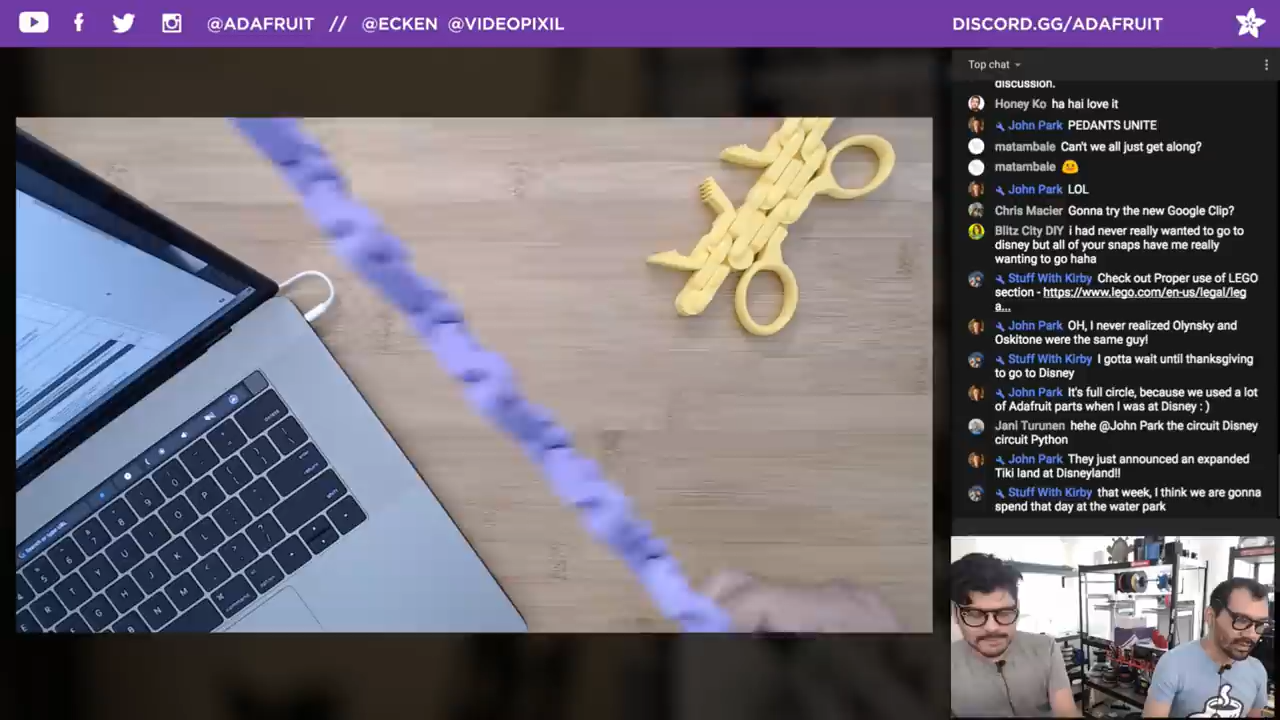 @ADAFRUIT // @ECKEN @VIDEOPIXIL
DISCORD.GG/ADAFRUIT
Top chat
discussion.
Honey Ko ha hai love it
John Park PEDANTS UNITE
matambale Can't we all just get along?
matambale
John Park LOL
Chris Macier Gonna try the new Google Clip?
Blitz City DIY i had never really wanted to go to
disney but all of your snaps have me really
wanting to go haha
Stuff With Kirby Check out Proper use of LEGO
section - https://www.lego.com/en-us/legal/leg
a...
John Park OH, I never realized Olynsky and
Oskitone were the same guy!
Stuff With Kirby I gotta wait until thanksgiving
to go to Disney
John Park It's full circle, because we used a lot
of Adafruit parts when I was at Disney : )
Jani Turunen hehe @John Park the circuit Disney
circuit Python
John Park They just announced an expanded
Tiki land at Disneyland!!
Stuff With Kirby that week, I think we are gonna
spend that day at the water park